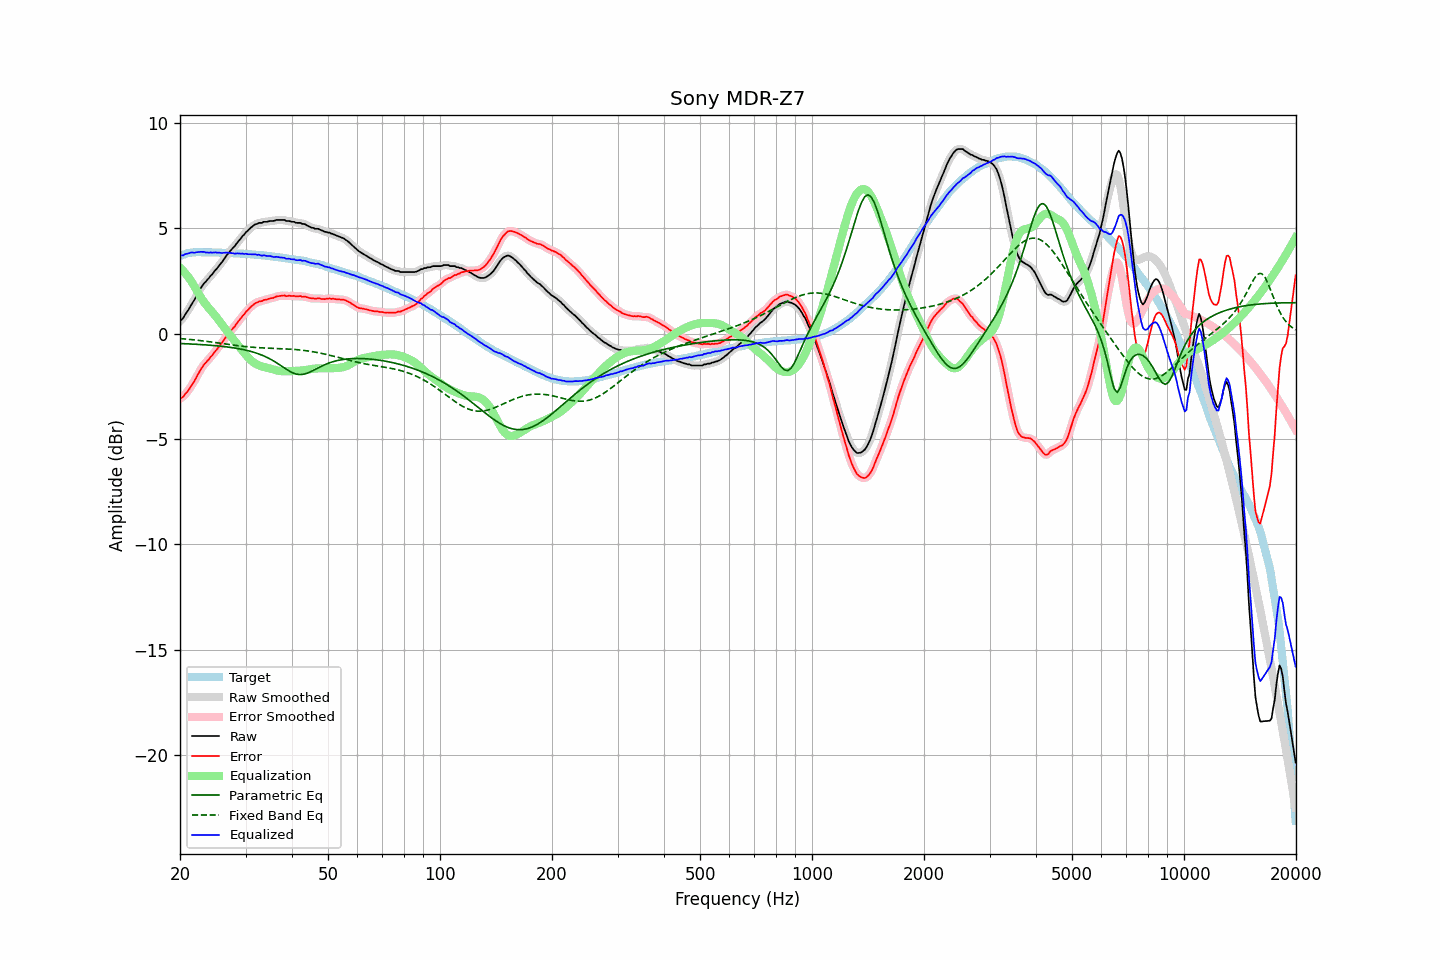 Sony MDR-Z7
Amplitude (dBr)
10
5
0
−5
−10
−15
−20
Target
Raw Smoothed
Error Smoothed
Raw
Error
Equalization
Parametric Eq
Fixed Band Eq
Equalized
20 50 100 200 500 1000 2000 5000 10000 20000
Frequency (Hz)